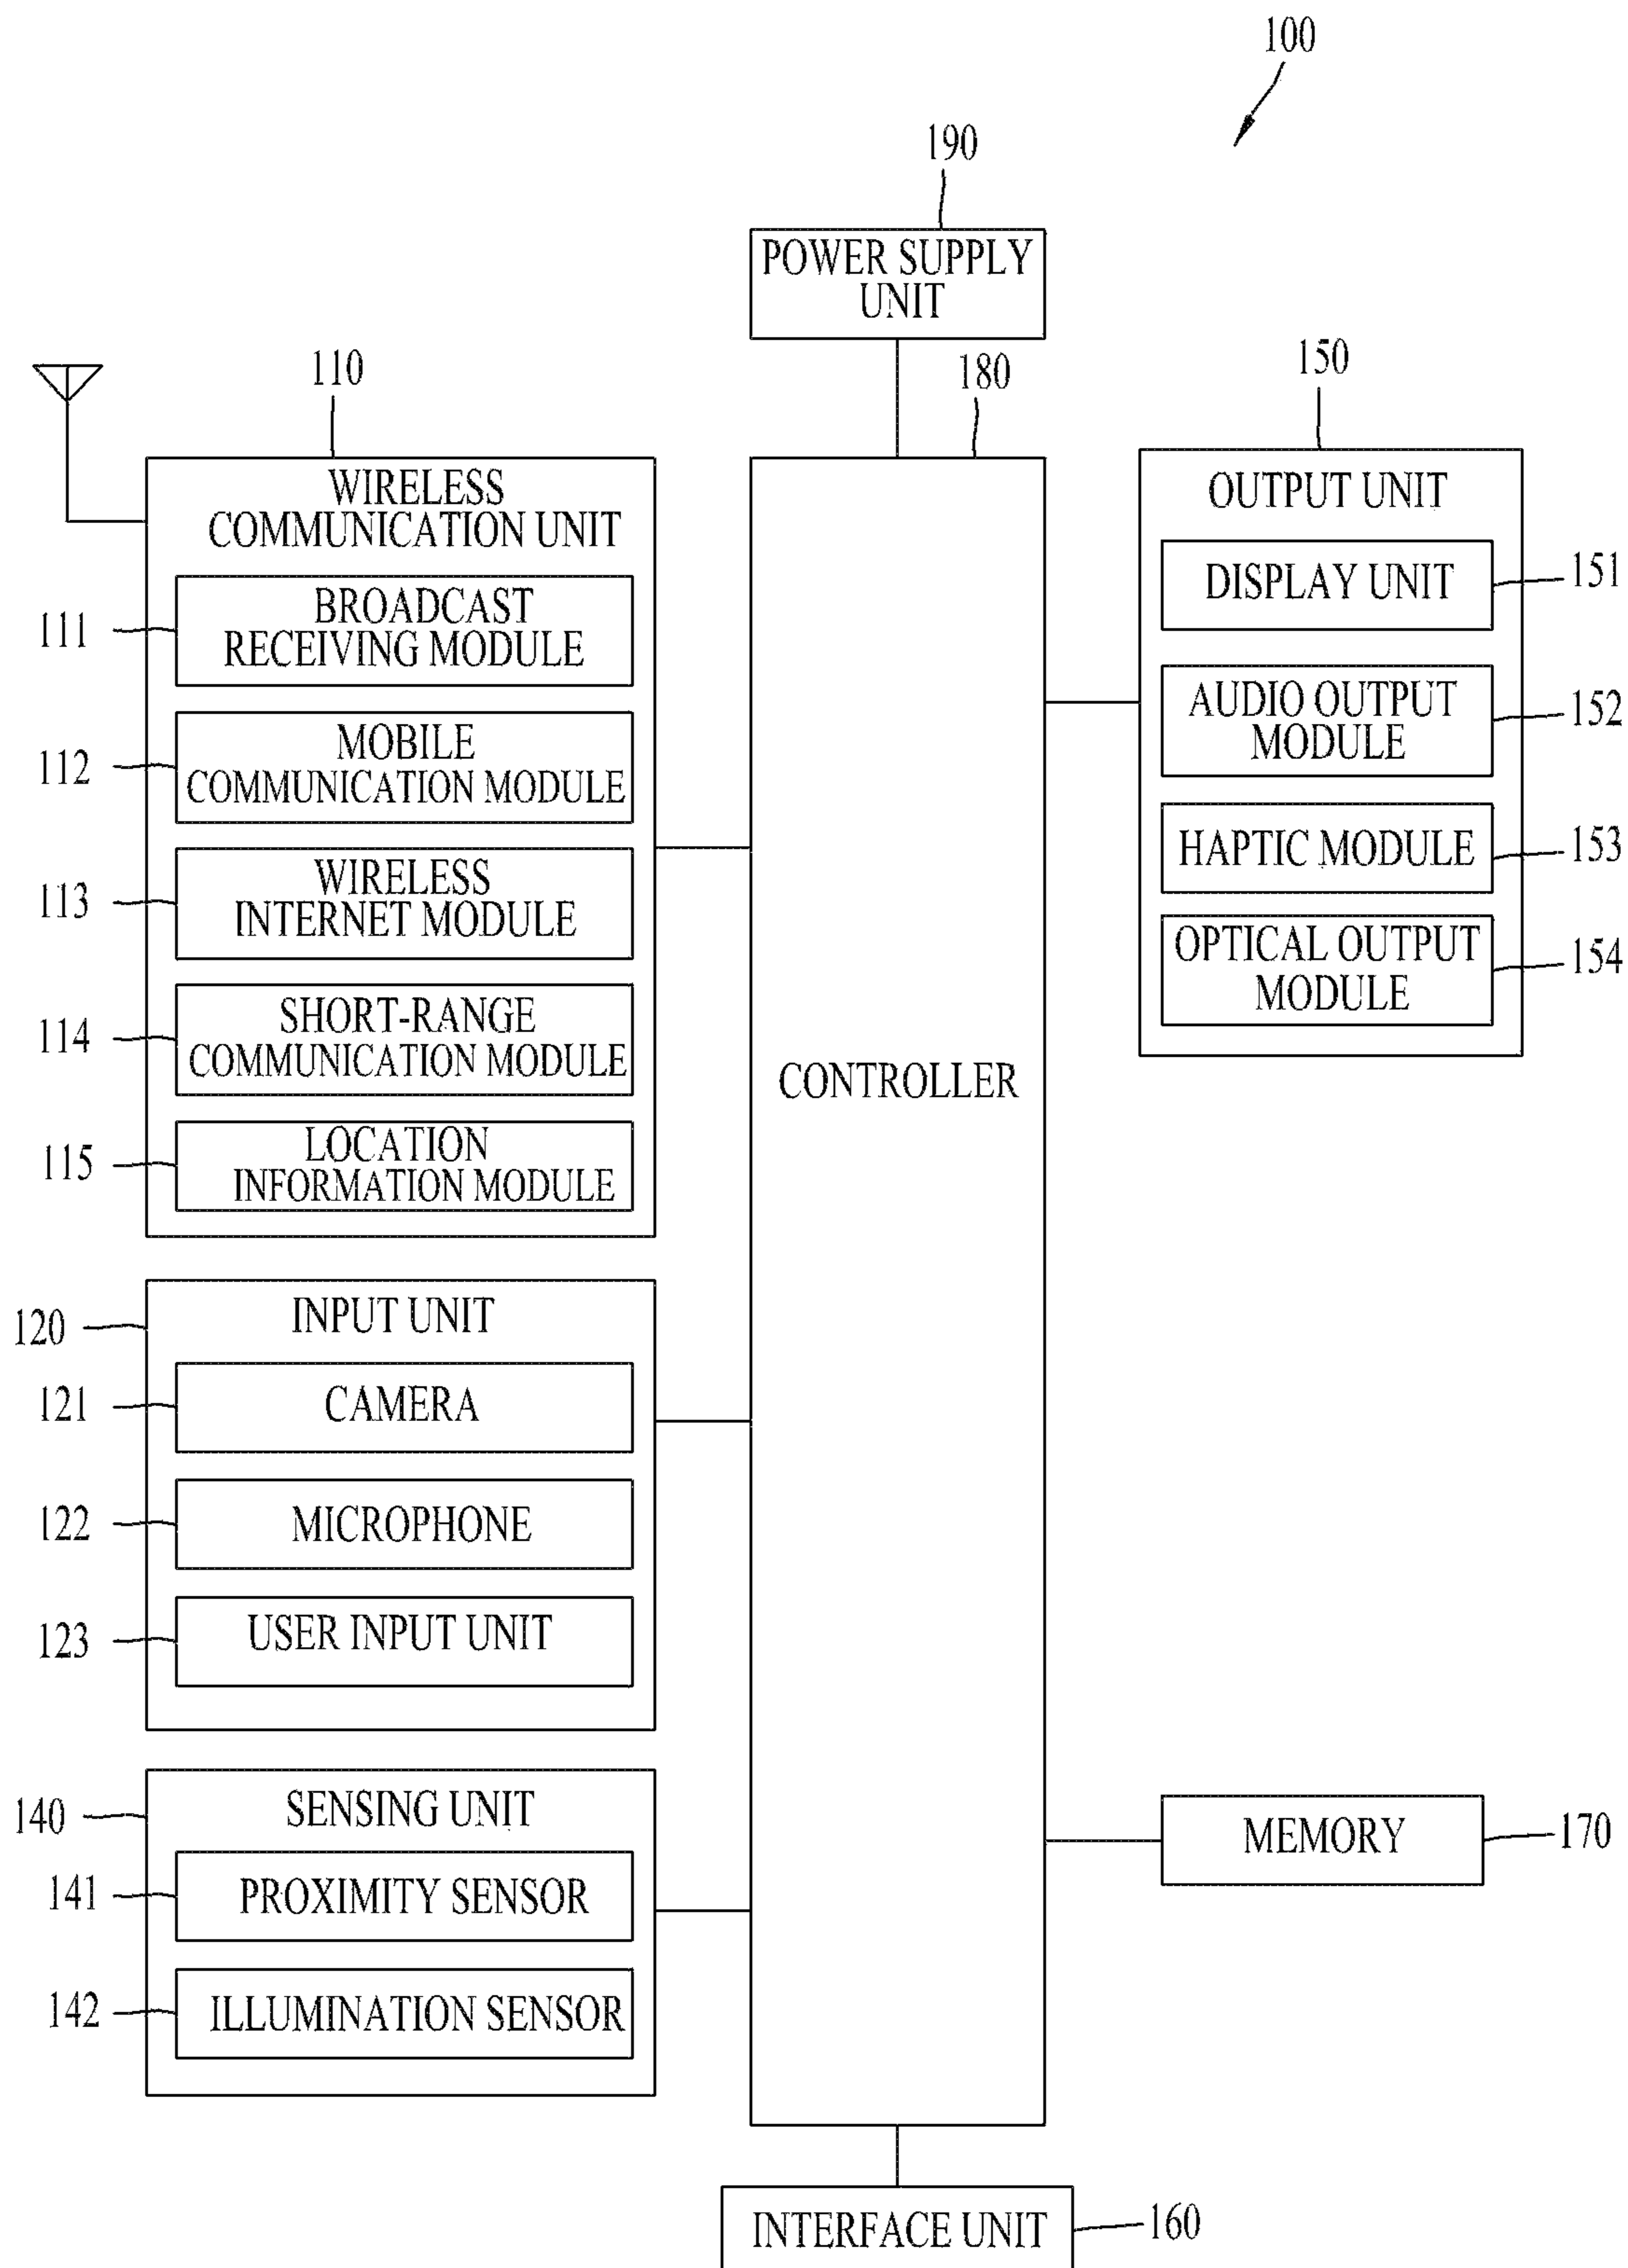 100
190
POWER SUPPLY
UNIT
110
180
150
WIRELESS
COMMUNICATION UNIT
OUTPUT UNIT
111
BROADCAST
RECEIVING MODULE
DISPLAY UNIT
151
112
MOBILE
COMMUNICATION MODULE
AUDIO OUTPUT
MODULE
152
113
WIRELESS
INTERNET MODULE
HAPTIC MODULE
153
OPTICAL OUTPUT
MODULE
154
114
SHORT-RANGE
COMMUNICATION MODULE
CONTROLLER
115
LOCATION
INFORMATION MODULE
120
INPUT UNIT
121
CAMERA
122
MICROPHONE
123
USER INPUT UNIT
140
SENSING UNIT
MEMORY
170
141
PROXIMITY SENSOR
142
ILLUMINATION SENSOR
INTERFACE UNIT
160